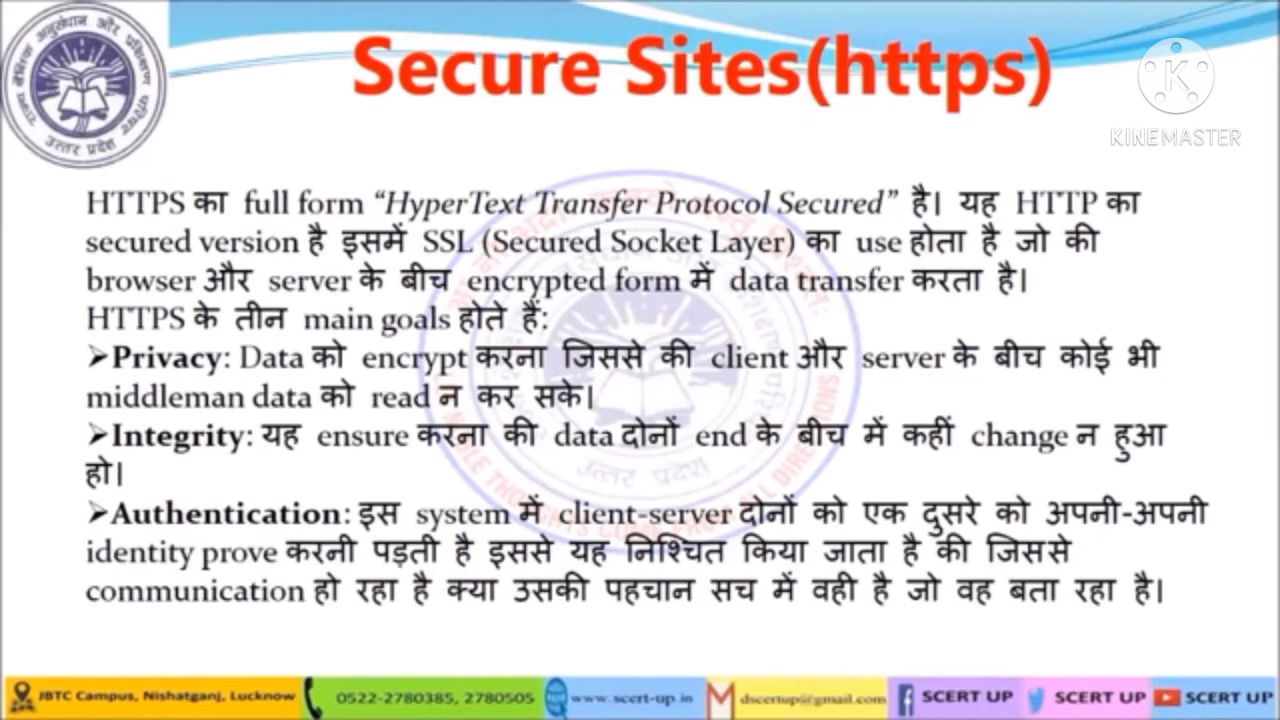 Secure Sites(https)
KINEMASTER
उत्तर प्रदेश
HTTPS का full form “HyperText Transfer Protocol Secured” है। यह HTTP का
secured version है इसमें SSL (Secured Socket Layer) का use होता है जो की
browser और server के बीच encrypted form में data transfer करता है।
HTTPS के तीन main goals होते हैं:
➢Privacy: Data को encrypt करना जिससे की client और server के बीच कोई भी
middleman data को read न कर सके।
➢Integrity: यह ensure करना की data दोनों end के बीच में कहीं change न हुआ
हो।
➢Authentication: इस system में client-server दोनों को एक दुसरे को अपनी-अपनी
identity prove करनी पड़ती है इससे यह निश्चित किया जाता है की जिससे
communication हो रहा है क्या उसकी पहचान सच में वही है जो वह बता रहा है।
JBTC Campus, Nishatganj, Lucknow 0522-2780385, 2780505 www.scert-up.in dscertup@gmail.com SCERT UP SCERT UP SCERT UP